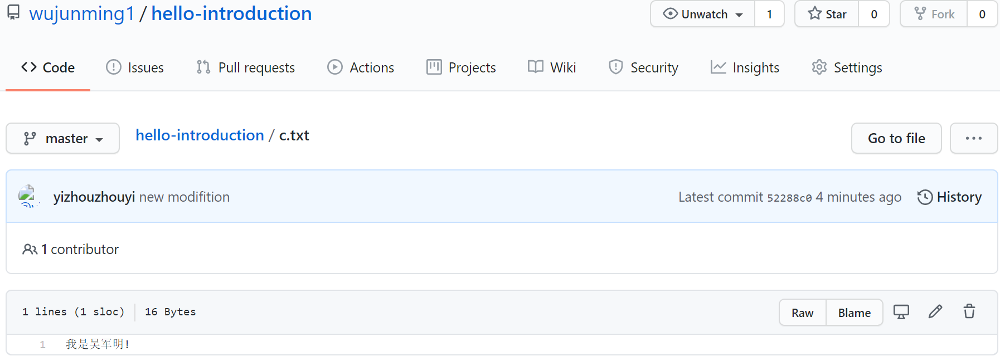 wujunming1 / hello-introduction
Unwatch 1 Star 0 Fork 0
Code Issues Pull requests Actions Projects Wiki Security Insights Settings
master hello-introduction / c.txt Go to file ...
yizhouzhouyi new modifition Latest commit 52288c0 4 minutes ago History
1 contributor
1 lines (1 sloc) 16 Bytes Raw Blame
1 我是吴军明!